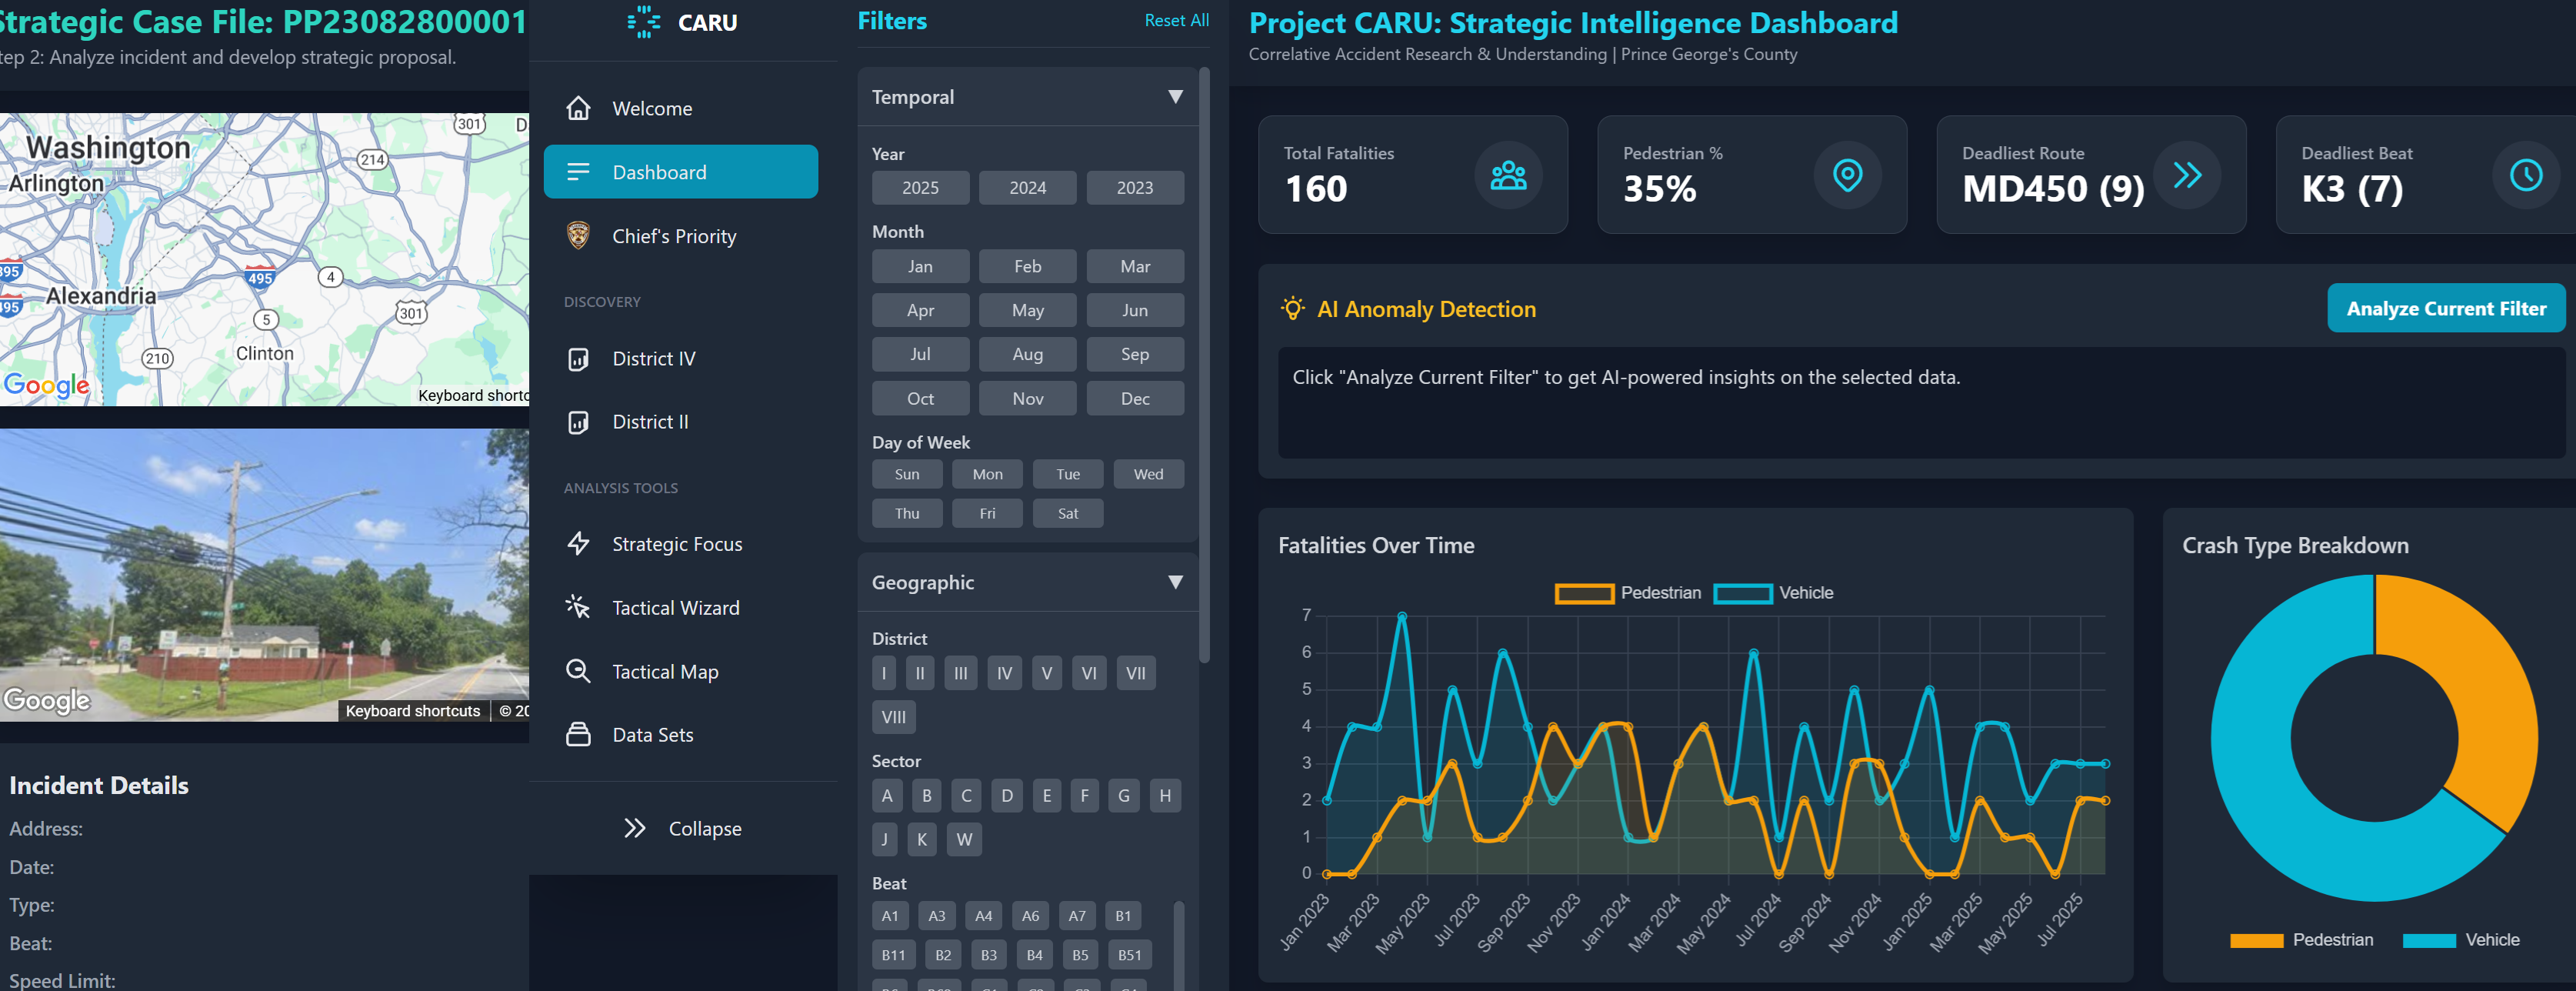 Strategic Case File: PP23082800001
tep 2: Analyze incident and develop strategic proposal.
Washington
Arlington
Alexandria
Clinton
301
D
214
495
4
395
495
301
5
210
Google
Keyboard shortc
Google
Keyboard shortcuts
© 20
Incident Details
Address:
Date:
Type:
Beat:
Speed Limit:
CARU
Welcome
Dashboard
Chief's Priority
DISCOVERY
District IV
District II
ANALYSIS TOOLS
Strategic Focus
Tactical Wizard
Tactical Map
Data Sets
Collapse
Filters
Reset All
Temporal
Year
2025 2024 2023
Month
Jan Feb Mar
Apr May Jun
Jul Aug Sep
Oct Nov Dec
Day of Week
Sun Mon Tue Wed
Thu Fri Sat
Geographic
District
I II III IV V VI VII
VIII
Sector
A B C D E F G H
J K W
Beat
A1 A3 A4 A6 A7 B1
B11 B2 B3 B4 B5 B51
Project CARU: Strategic Intelligence Dashboard
Correlative Accident Research & Understanding | Prince George's County
Total Fatalities
160
Pedestrian %
35%
Deadliest Route
MD450 (9)
Deadliest Beat
K3 (7)
AI Anomaly Detection
Analyze Current Filter
Click "Analyze Current Filter" to get AI-powered insights on the selected data.
Fatalities Over Time
Pedestrian Vehicle
7
6
5
4
3
2
1
0
Jan 2023 Mar 2023 May 2023 Jul 2023 Sep 2023 Nov 2023 Jan 2024 Mar 2024 May 2024 Jul 2024 Sep 2024 Nov 2024 Jan 2025 Mar 2025 May 2025 Jul 2025
Crash Type Breakdown
Pedestrian Vehicle